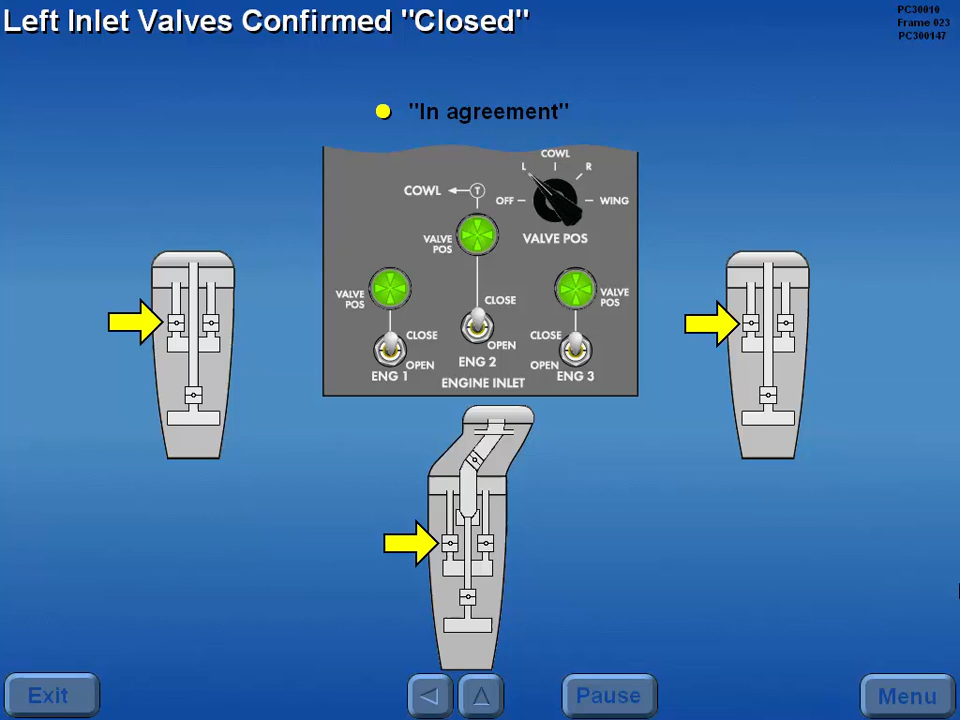 Left Inlet Valves Confirmed "Closed"
PC30010
Frame 023
PC300147
"In agreement"
COWL
L
I
R
COWL
T
OFF
WING
VALVE POS
VALVE
POS
VALVE
POS
VALVE
POS
CLOSE
OPEN
ENG 2
CLOSE
OPEN
ENG 1
CLOSE
OPEN
ENG 3
ENGINE INLET
Exit
Pause
Menu